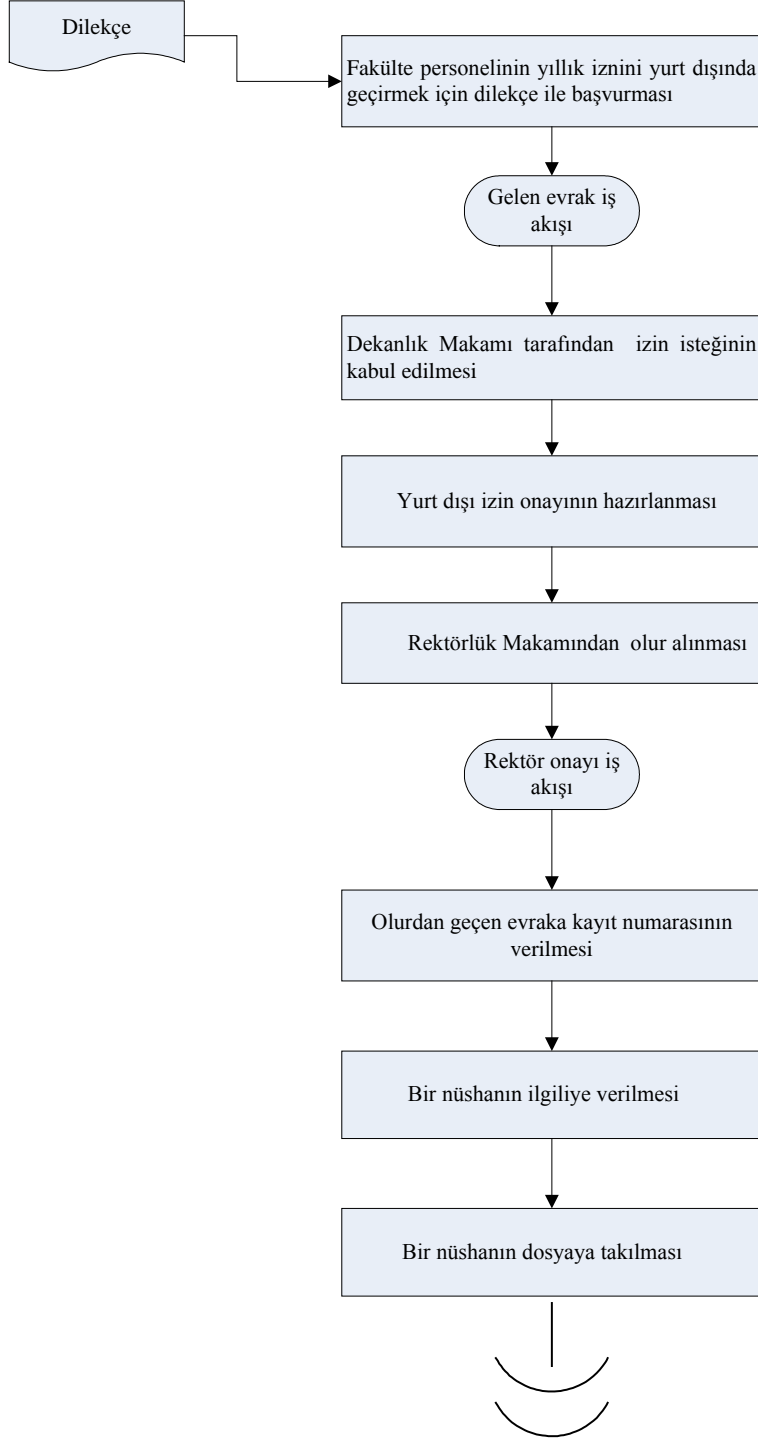 Dilekçe
Fakülte personelinin yıllık iznini yurt dışında
geçirmek için dilekçe ile başvurması
Gelen evrak iş
akışı
Dekanlık Makamı tarafından izin isteğinin
kabul edilmesi
Yurt dışı izin onayının hazırlanması
Rektörlük Makamından olur alınması
Rektör onayı iş
akışı
Olurdan geçen evraka kayıt numarasının
verilmesi
Bir nüshanın ilgiliye verilmesi
Bir nüshanın dosyaya takılması